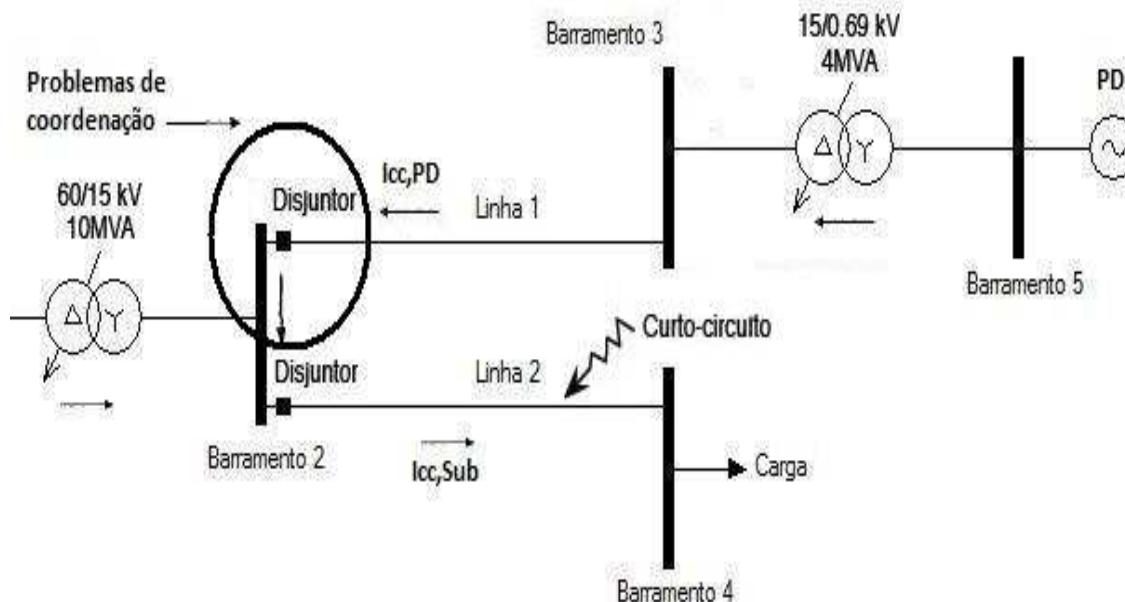 Problemas de
coordenação
60/15 kV
10MVA
Disjuntor
Icc,PD
Linha 1
Barramento 3
15/0.69 kV
4MVA
PD
Barramento 5
Curto-circuito
Disjuntor
Linha 2
Barramento 2
Icc,Sub
Carga
Barramento 4